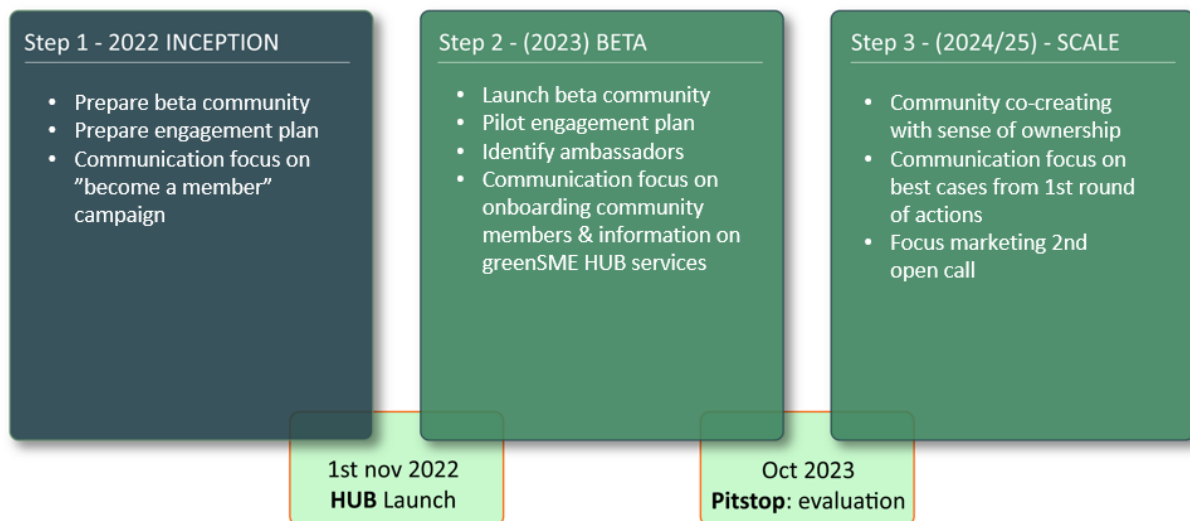 Step 1 - 2022 INCEPTION
• Prepare beta community
• Prepare engagement plan
• Communication focus on
”become a member”
campaign
Step 2 - (2023) BETA
• Launch beta community
• Pilot engagement plan
• Identify ambassadors
• Communication focus on
onboarding community
members & information on
greenSME HUB services
Step 3 - (2024/25) - SCALE
• Community co-creating
with sense of ownership
• Communication focus on
best cases from 1st round
of actions
• Focus marketing 2nd
open call
1st nov 2022
HUB Launch
Oct 2023
Pitstop: evaluation